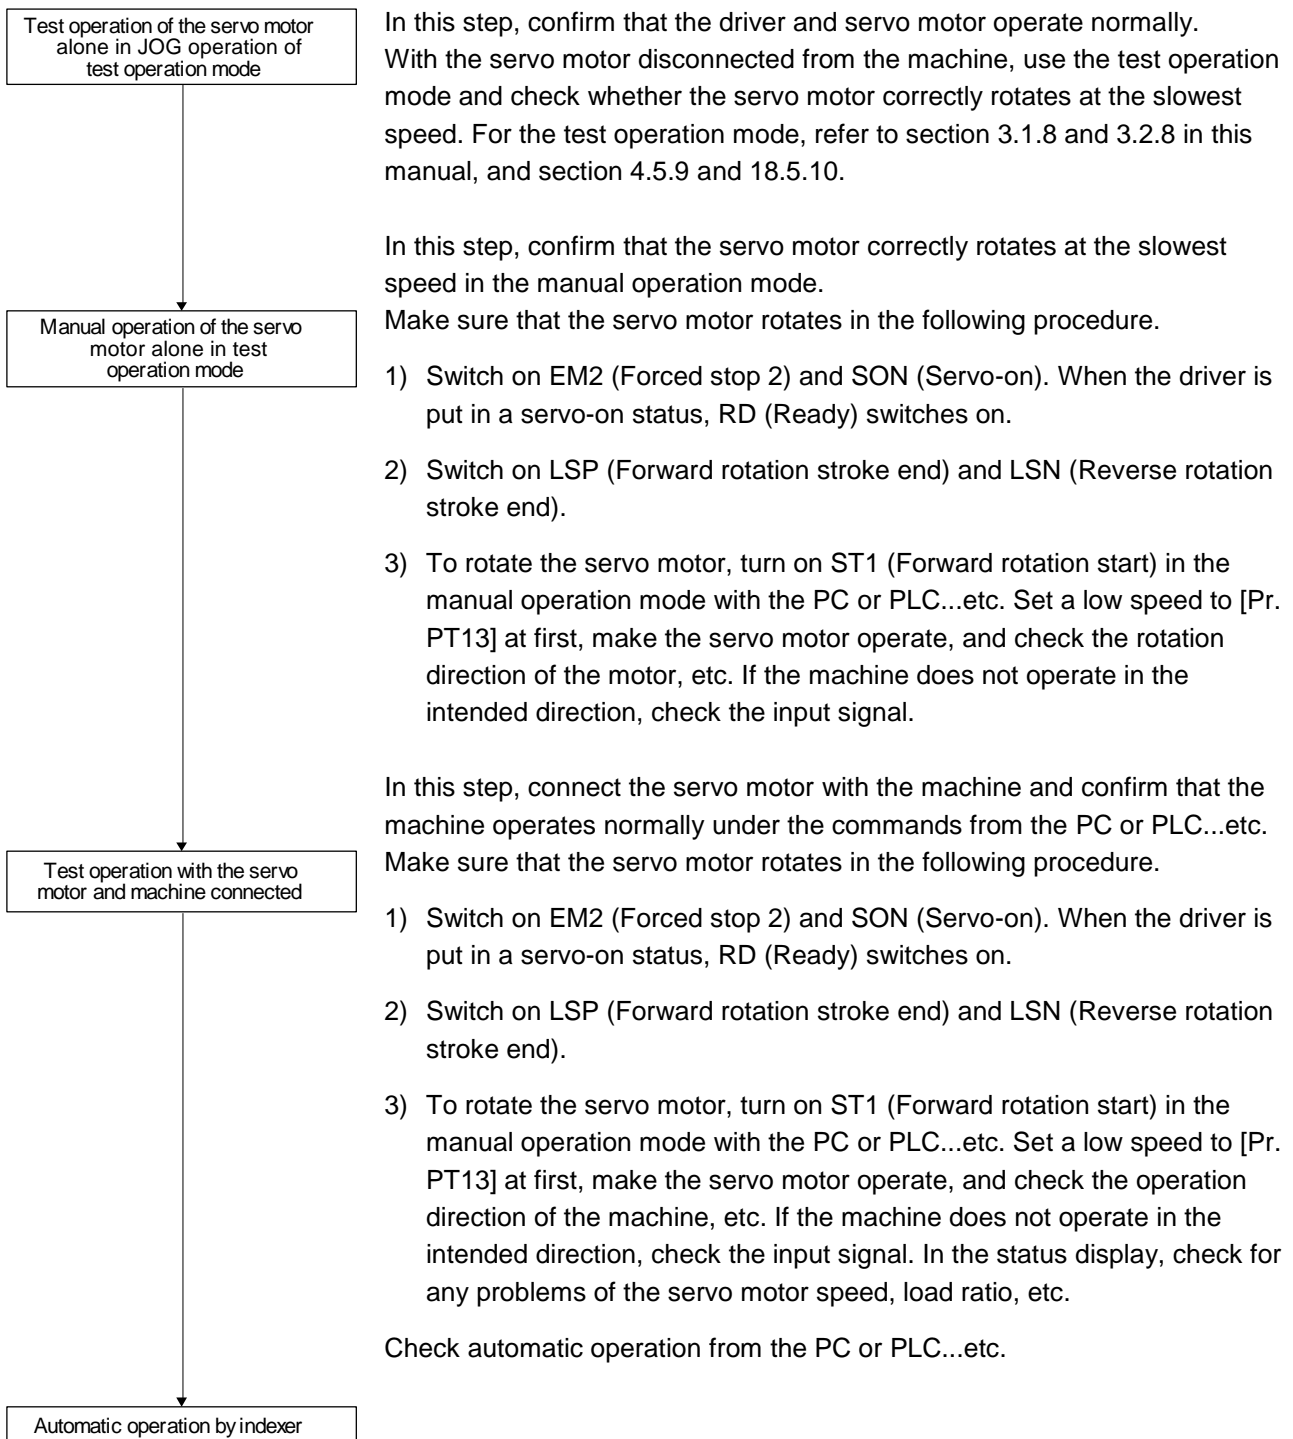 Test operation of the servo motor
alone in JOG operation of
test operation mode
In this step, confirm that the driver and servo motor operate normally.
With the servo motor disconnected from the machine, use the test operation
mode and check whether the servo motor correctly rotates at the slowest
speed. For the test operation mode, refer to section 3.1.8 and 3.2.8 in this
manual, and section 4.5.9 and 18.5.10.
Manual operation of the servo
motor alone in test
operation mode
In this step, confirm that the servo motor correctly rotates at the slowest
speed in the manual operation mode.
Make sure that the servo motor rotates in the following procedure.
1) Switch on EM2 (Forced stop 2) and SON (Servo-on). When the driver is
put in a servo-on status, RD (Ready) switches on.
2) Switch on LSP (Forward rotation stroke end) and LSN (Reverse rotation
stroke end).
3) To rotate the servo motor, turn on ST1 (Forward rotation start) in the
manual operation mode with the PC or PLC...etc. Set a low speed to [Pr.
PT13] at first, make the servo motor operate, and check the rotation
direction of the motor, etc. If the machine does not operate in the
intended direction, check the input signal.
Test operation with the servo
motor and machine connected
In this step, connect the servo motor with the machine and confirm that the
machine operates normally under the commands from the PC or PLC...etc.
Make sure that the servo motor rotates in the following procedure.
1) Switch on EM2 (Forced stop 2) and SON (Servo-on). When the driver is
put in a servo-on status, RD (Ready) switches on.
2) Switch on LSP (Forward rotation stroke end) and LSN (Reverse rotation
stroke end).
3) To rotate the servo motor, turn on ST1 (Forward rotation start) in the
manual operation mode with the PC or PLC...etc. Set a low speed to [Pr.
PT13] at first, make the servo motor operate, and check the operation
direction of the machine, etc. If the machine does not operate in the
intended direction, check the input signal. In the status display, check for
any problems of the servo motor speed, load ratio, etc.
Check automatic operation from the PC or PLC...etc.
Automatic operation by indexer